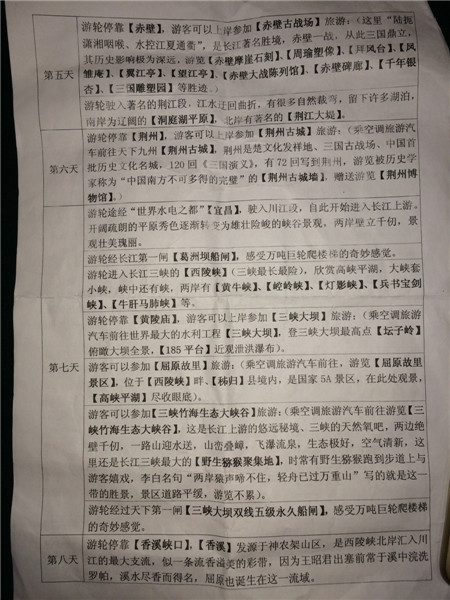 游轮停靠【赤壁】，游客可以上岸参加【赤壁古战场】旅游：（这里“陆扼
潇湘咽喉、水控江夏通衢”，是长江著名胜境，赤壁一战，从此三国鼎立，
其历史影响极为深远，游览【赤壁摩崖石刻】、【周瑜塑像】、【拜风台】、【凤
第五天
雏庵】、【翼江亭】、【望江亭】、【赤壁大战陈列馆】、【赤壁碑廊】、【千年银
杏】、【三国雕塑园】等胜迹。）
游轮驶入著名的荆江段，江水迂回曲折，有很多自然裁弯，留下许多湖泊，
南岸为辽阔的【洞庭湖平原】，北岸有著名的【荆江大堤】。
游轮停靠【荆州】，游客可以上岸参加【荆州古城】旅游：（乘空调旅游汽
车前往天下九州【荆州古城】，荆州是楚文化发祥地、三国古战场、中国首
第六天
批历史文化名城，120回《三国演义》，有72回写到荆州，游览被历史学
家称为“中国南方不可多得的完璧”的【荆州古城墙】，赠送游览【荆州博
物馆】。）
游轮途经“世界水电之都”【宜昌】，驶入川江段，自此开始进入长江上游。
开阔疏朗的平原秀色逐渐转变为雄壮险峻的峡谷景观，两岸壁立千仞，景
观壮美瑰丽。
游轮经长江第一闸【葛洲坝船闸】，感受万吨巨轮爬楼梯的奇妙感觉。
游轮进入长江三峡的【西陵峡】（三峡最长最险），欣赏高峡平湖，大峡套
小峡，峡中还有峡，两岸有【黄牛峡】、【崆岭峡】、【灯影峡】、【兵书宝剑
峡】、【牛肝马肺峡】等。
游轮停靠【黄陵庙】，游客可以上岸参加【三峡大坝】旅游：（乘空调旅游
汽车前往世界最大的水利工程【三峡大坝】，登三峡大坝最高点【坛子岭】
俯瞰大坝全景，【185平台】近观泄洪瀑布）。
第七天
游客可以参加【屈原故里】旅游：（乘空调旅游汽车前往，游览【屈原故里
景区】，位于【西陵峡】畔、【秭归】县境内，是国家5A景区，在此处观景，
【高峡平湖】尽收眼底）。
游客可以参加【三峡竹海生态大峡谷】旅游：（乘空调旅游汽车前往游览【三
峡竹海生态大峡谷】，这是长江上游的悠远秘境、三峡的天然氧吧，两边绝
壁千仞，一路山迎水送，山峦叠嶂，飞瀑流泉，生态极好，空气清新，这
里还是长江三峡最大的【野生猕猴聚集地】，时常有野生猕猴跑到步道上与
游客嬉戏，李白名句“两岸猿声啼不住，轻舟已过万重山”写的就是这一
带的胜景，景区道路平缓，游览不累）。
游轮经过天下第一闸【三峡大坝双线五级永久船闸】，感受万吨巨轮爬楼梯
的奇妙感觉。
游轮停靠【香溪峡口】，【香溪】发源于神农架山区，是西陵峡北岸汇入川
第八天
江的最大支流，似一条流香溢美的彩带，因为王昭君出塞前常于溪中浣洗
罗帕，溪水尽香而得名，屈原也诞生在这一流域。